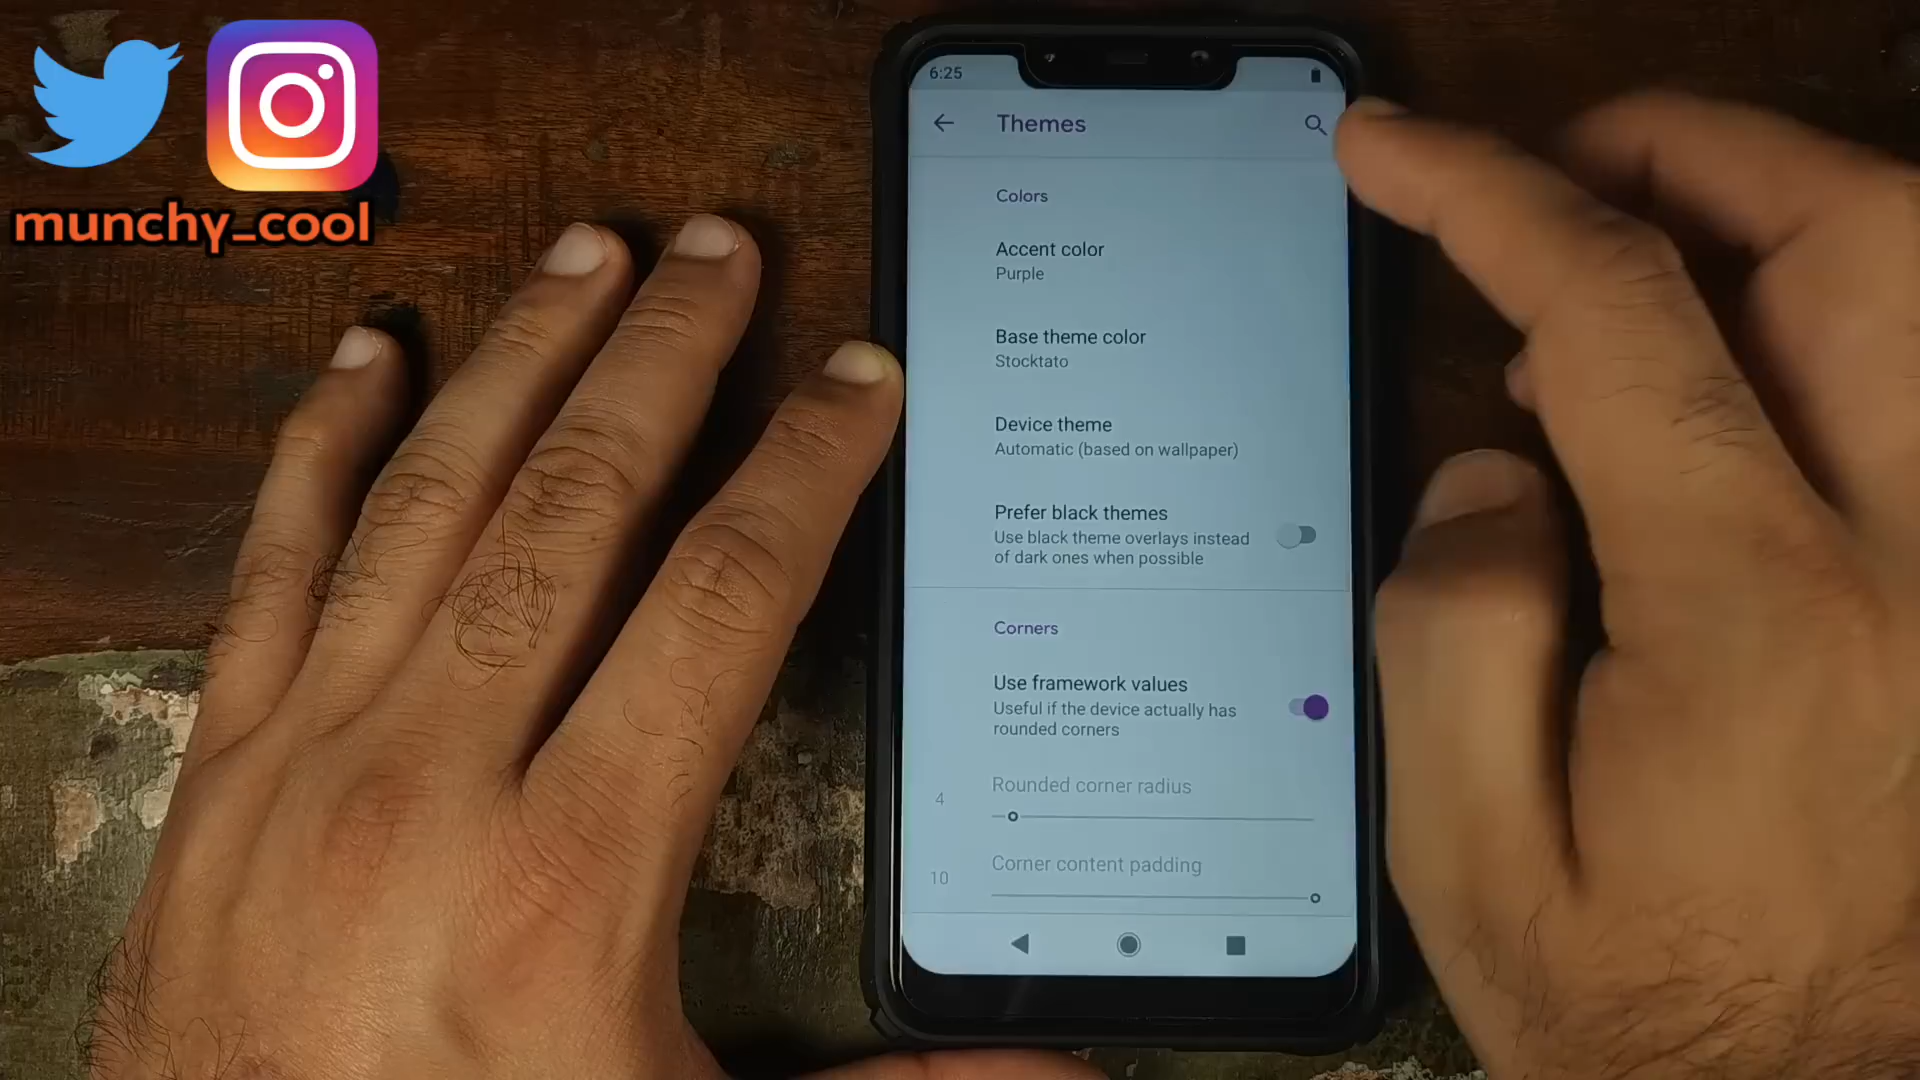 munchy_cool
6:25
Themes
Colors
Accent color
Purple
Base theme color
Stocktato
Device theme
Automatic (based on wallpaper)
Prefer black themes
Use black theme overlays instead
of dark ones when possible
Corners
Use framework values
Useful if the device actually has
rounded corners
Rounded corner radius
4
Corner content padding
10